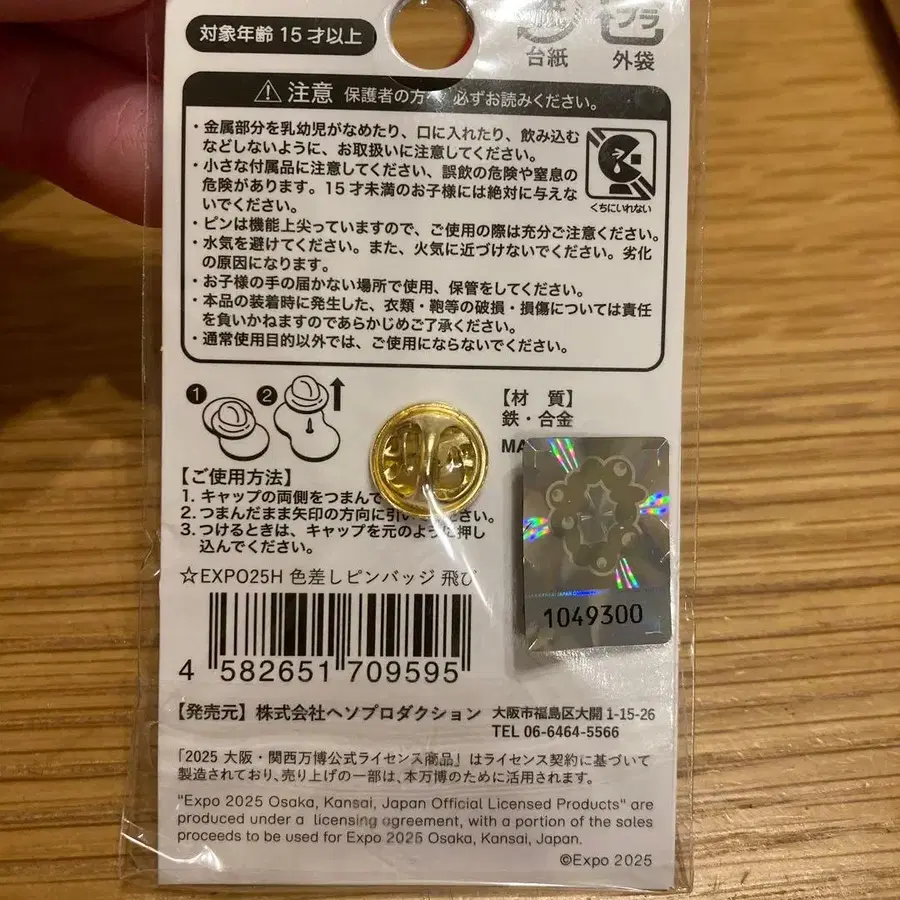 対象年齢 15才以上
台紙
プラ
外袋
注意 保護者の方へ 必ずお読みください。
・金属部分を乳幼児がなめたり、口に入れたり、飲み込む
などしないように、お取扱いに注意してください。
・小さな付属品に注意してください、誤飲の危険や窒息の
危険があります。15才未満のお子様には絶対に与えな
いでください。
くちにいれない
・ピンは機能上尖っていますので、ご使用の際は充分ご注意ください。
・水気を避けてください。また、火気に近づけないでください。劣化
の原因になります。
・お子様の手の届かない場所で使用、保管をしてください。
・本品の装着時に発生した、衣類・鞄等の破損・損傷については責任
を負いかねますのであらかじめご了承ください。
・通常使用目的以外では、ご使用にならないでください。
1 2
【材 質】
鉄・合金
MA
【ご使用方法】
1. キャップの両側をつまんで
2. つまんだまま矢印の方向に引いてください。
3. つけるときは、キャップを元のように押し
込んでください。
☆EXPO25H 色差しピンバッジ 飛び
1049300
4 582651 709595
【発売元】株式会社ヘソプロダクション 大阪市福島区大開1-15-26
TEL 06-6464-5566
「2025 大阪・関西万博公式ライセンス商品」はライセンス契約に基づいて
製造されており、売り上げの一部は、本万博のために活用されます。
"Expo 2025 Osaka, Kansai, Japan Official Licensed Products" are
produced under a licensing agreement, with a portion of the sales
proceeds to be used for Expo 2025 Osaka, Kansai, Japan.
©Expo 2025